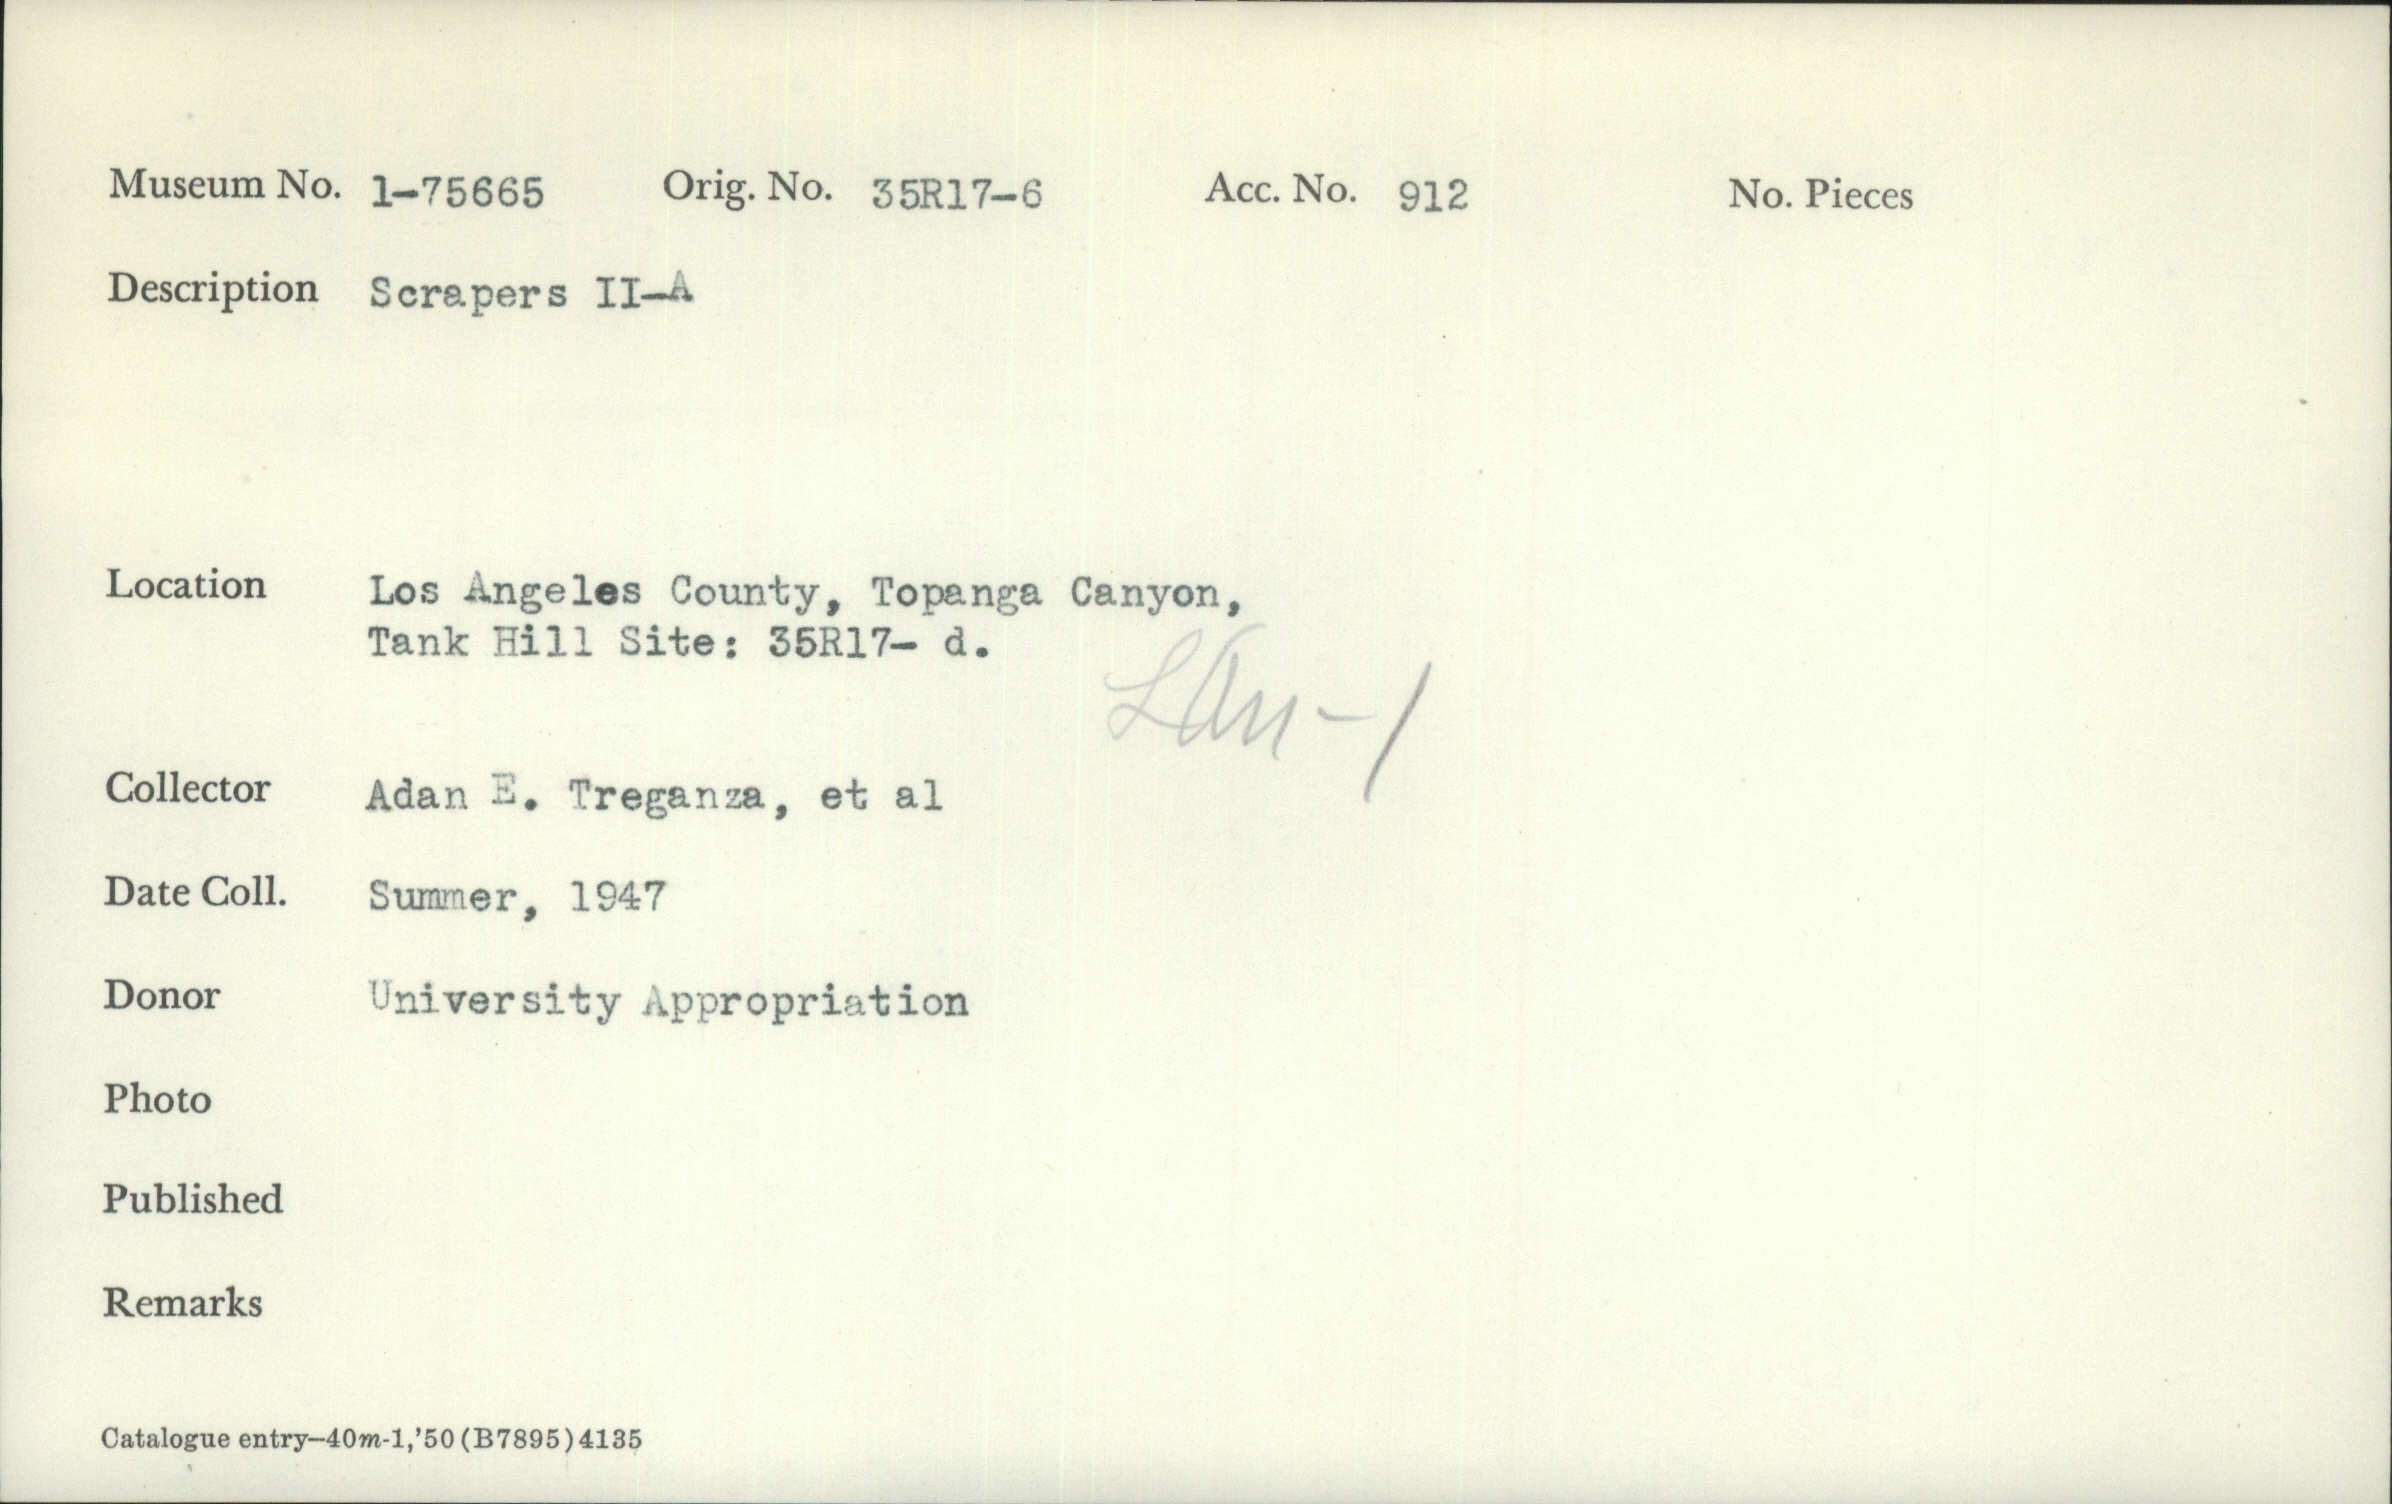 Museum No. 1-75665 Orig. No. 35R17-6 Acc. No. 912 No. Pieces
Description Scrapers II-A
Location Los Angeles County, Topanga Canyon,
Tank Hill Site: 35R17- d.
LAn-1
Collector Adan E. Treganza, et al
Date Coll. Summer, 1947
Donor University Appropriation
Photo
Published
Remarks
Catalogue entry—40m-1,'50(B7895)4135